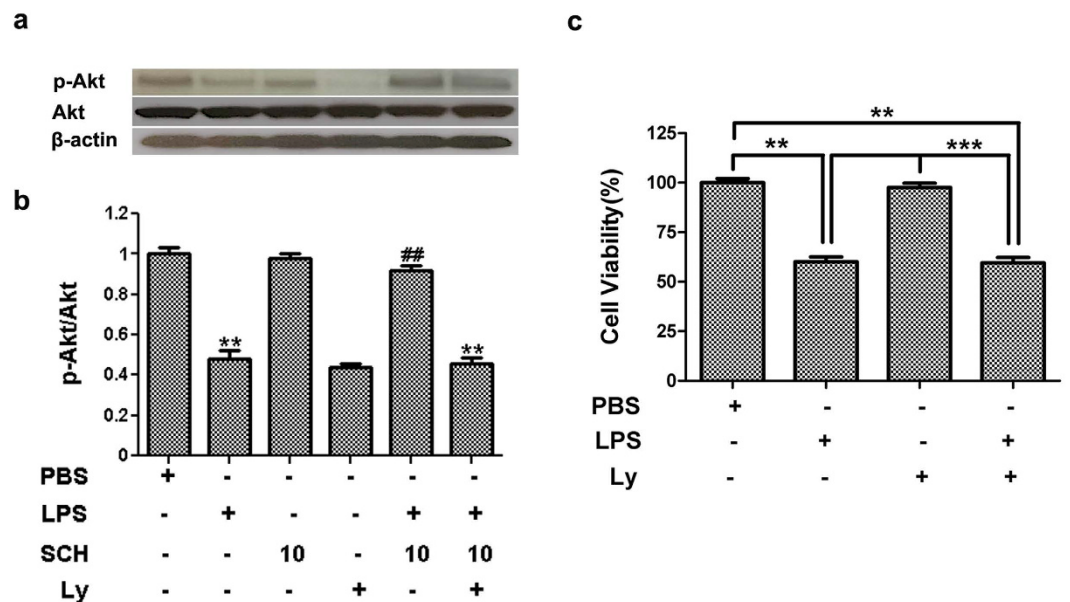 a
p-Akt
Akt
β-actin
b
p-Akt/Akt
1.2
1
0.8
0.6
0.4
0.2
0
**
##
**
PBS + - - - - -
LPS - + - - + +
SCH - - 10 - 10 10
Ly - - - + - +
c
Cell Viability(%)
125
100
75
50
25
0
**
**
***
PBS + - - -
LPS - + - +
Ly - - + +